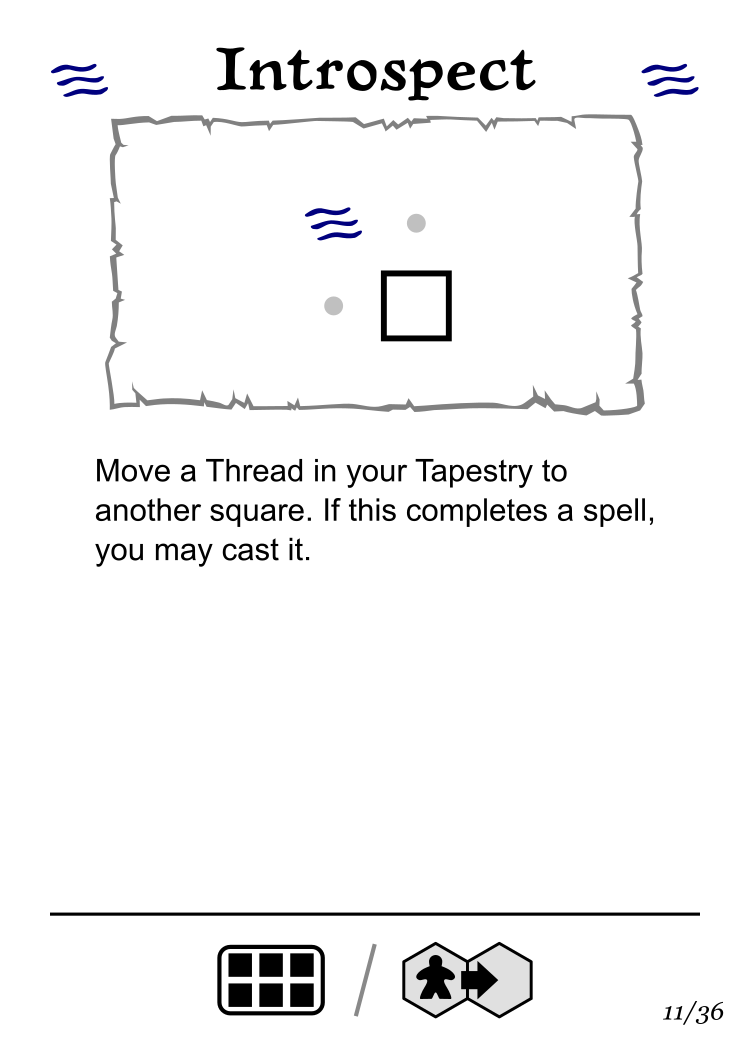 Introspect
Move a Thread in your Tapestry to
another square. If this completes a spell,
you may cast it.
11/36